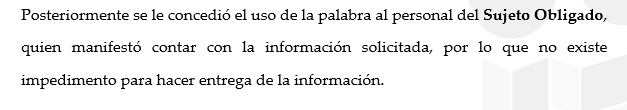 Posteriormente se le concedió el uso de la palabra al personal del Sujeto Obligado,
quien manifestó contar con la información solicitada, por lo que no existe
impedimento para hacer entrega de la información.